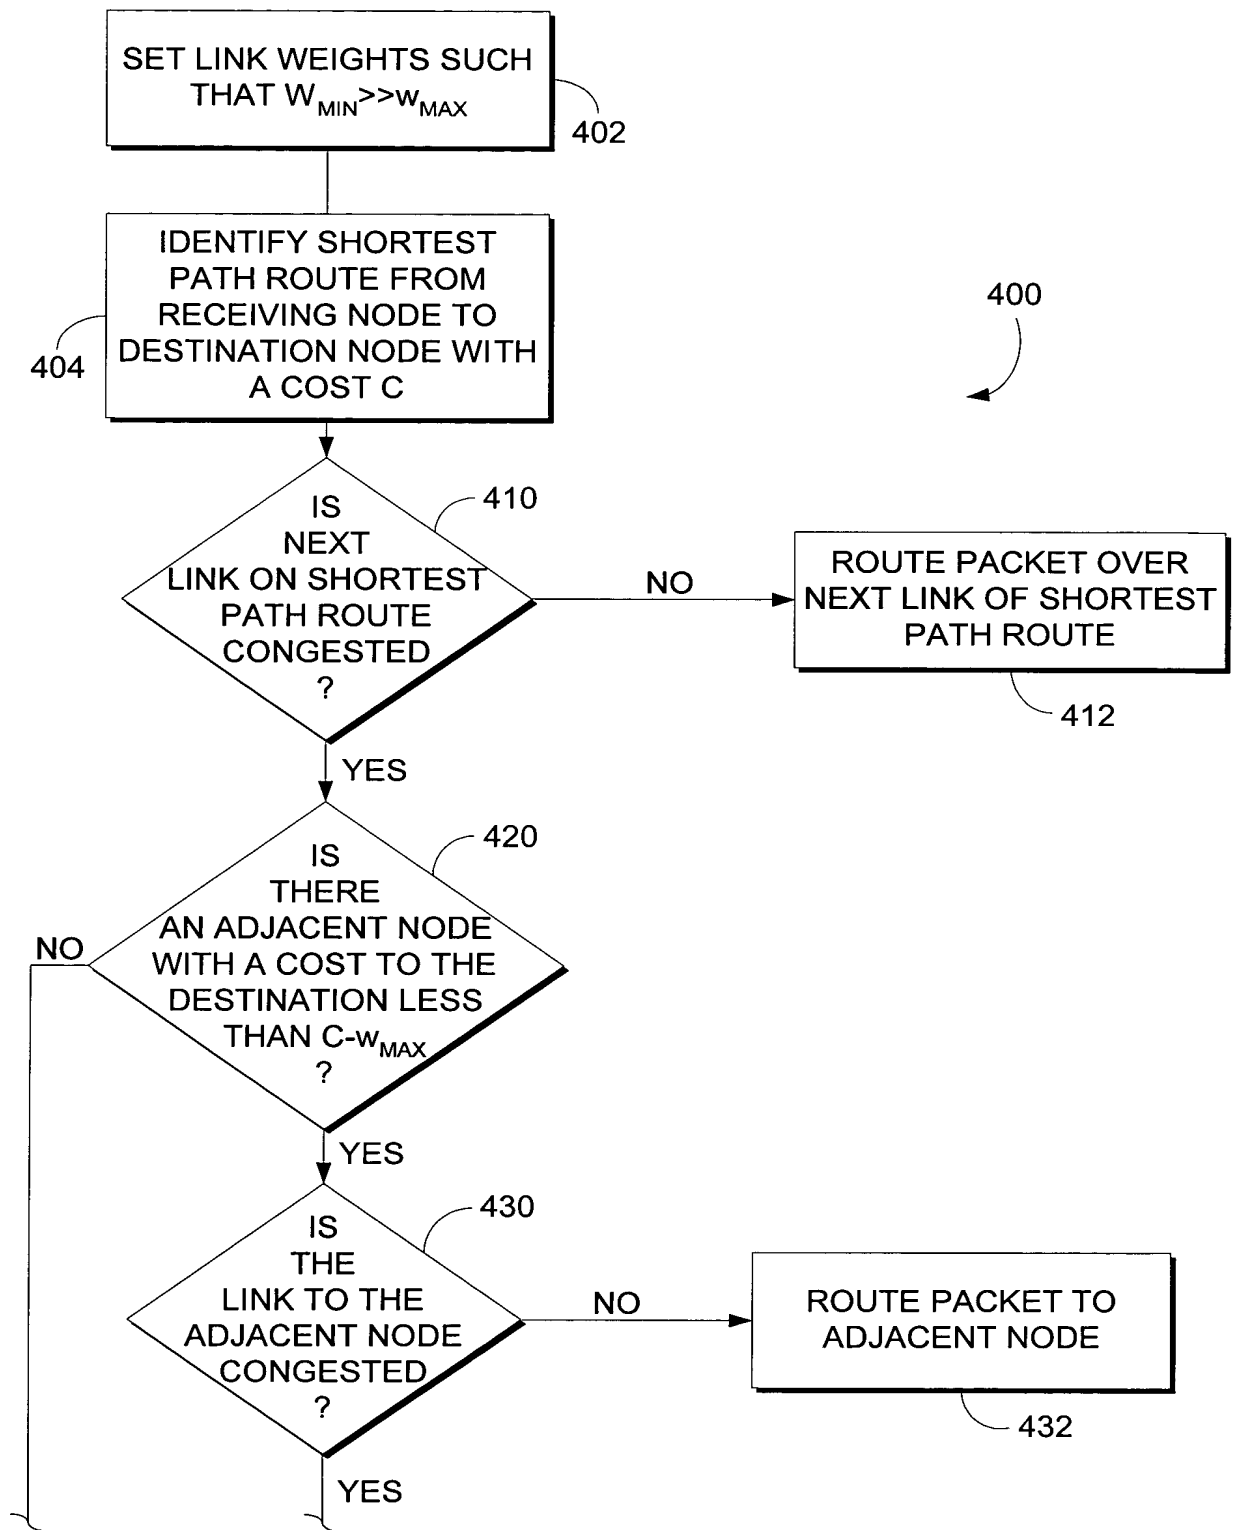 SET LINK WEIGHTS SUCH
THAT W_MIN>>w_MAX
402
IDENTIFY SHORTEST
PATH ROUTE FROM
RECEIVING NODE TO
DESTINATION NODE WITH
A COST C
404
400
IS
NEXT
LINK ON SHORTEST
PATH ROUTE
CONGESTED
?
410
NO
ROUTE PACKET OVER
NEXT LINK OF SHORTEST
PATH ROUTE
412
YES
IS
THERE
AN ADJACENT NODE
WITH A COST TO THE
DESTINATION LESS
THAN C-w_MAX
?
420
NO
YES
IS
THE
LINK TO THE
ADJACENT NODE
CONGESTED
?
430
NO
ROUTE PACKET TO
ADJACENT NODE
432
YES